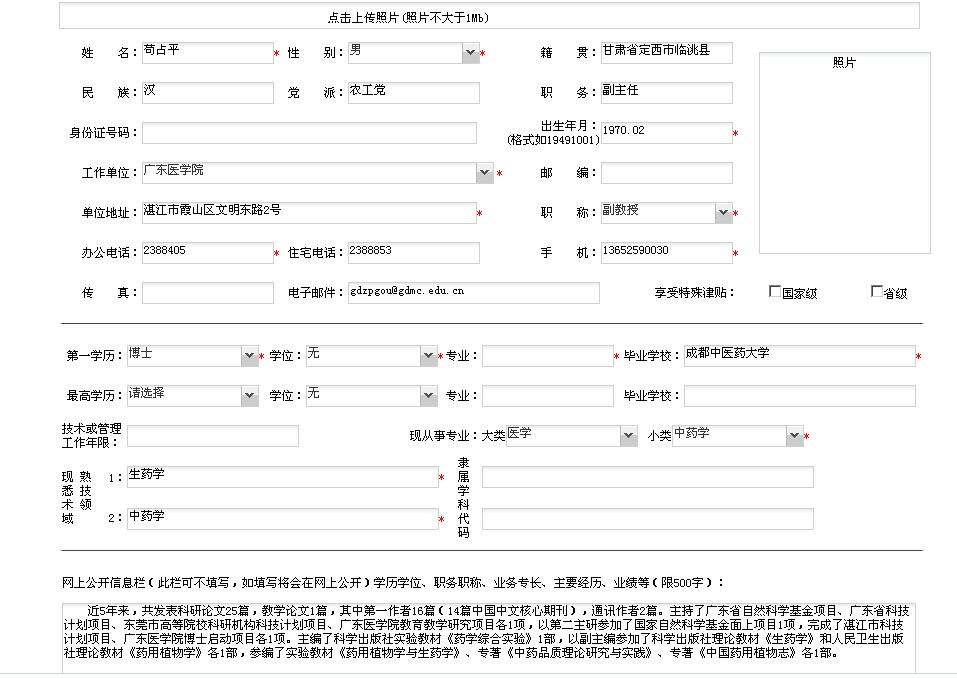 点击上传照片(照片不大于1Mb)
姓 名： 苟占平 * 性 别： 男 * 籍 贯： 甘肃省定西市临洮县
照片
民 族： 汉 党 派： 农工党 职 务： 副主任
身份证号码： 出生年月： 1970.02 *
(格式如19491001)
工作单位： 广东医学院 * 邮 编：
单位地址： 湛江市霞山区文明东路2号 * 职 称： 副教授 *
办公电话： 2388405 * 住宅电话： 2388853 手 机： 13652590030 *
传 真： 电子邮件： gdzpgou@gdmc.edu.cn 享受特殊津贴： 国家级 省级
第一学历： 博士 * 学位： 无 * 专业： * 毕业学校： 成都中医药大学 *
最高学历： 请选择 学位： 无 专业： 毕业学校：
技术或管理
工作年限： 现从事专业：大类 医学 小类 中药学 *
现 熟
悉 技
术 领
域
1： 生药学 *
2： 中药学 *
隶
属
学
科
代
码
网上公开信息栏(此栏可不填写,如填写将会在网上公开)学历学位、职务职称、业务专长、主要经历、业绩等(限500字)：
近5年来，共发表科研论文25篇，教学论文1篇，其中第一作者16篇(14篇中国中文核心期刊)，通讯作者2篇。主持了广东省自然科学基金项目、广东省科技
计划项目、东莞市高等院校科研机构科技计划项目、广东医学院教育教学研究项目各1项，以第二主研参加了国家自然科学基金面上项目1项，完成了湛江市科技
计划项目、广东医学院博士启动项目各1项。主编了科学出版社实验教材《药学综合实验》1部，以副主编参加了科学出版社理论教材《生药学》和人民卫生出版
社理论教材《药用植物学》各1部，参编了实验教材《药用植物学与生药学》、专著《中药品质理论研究与实践》、专著《中国药用植物志》各1部。